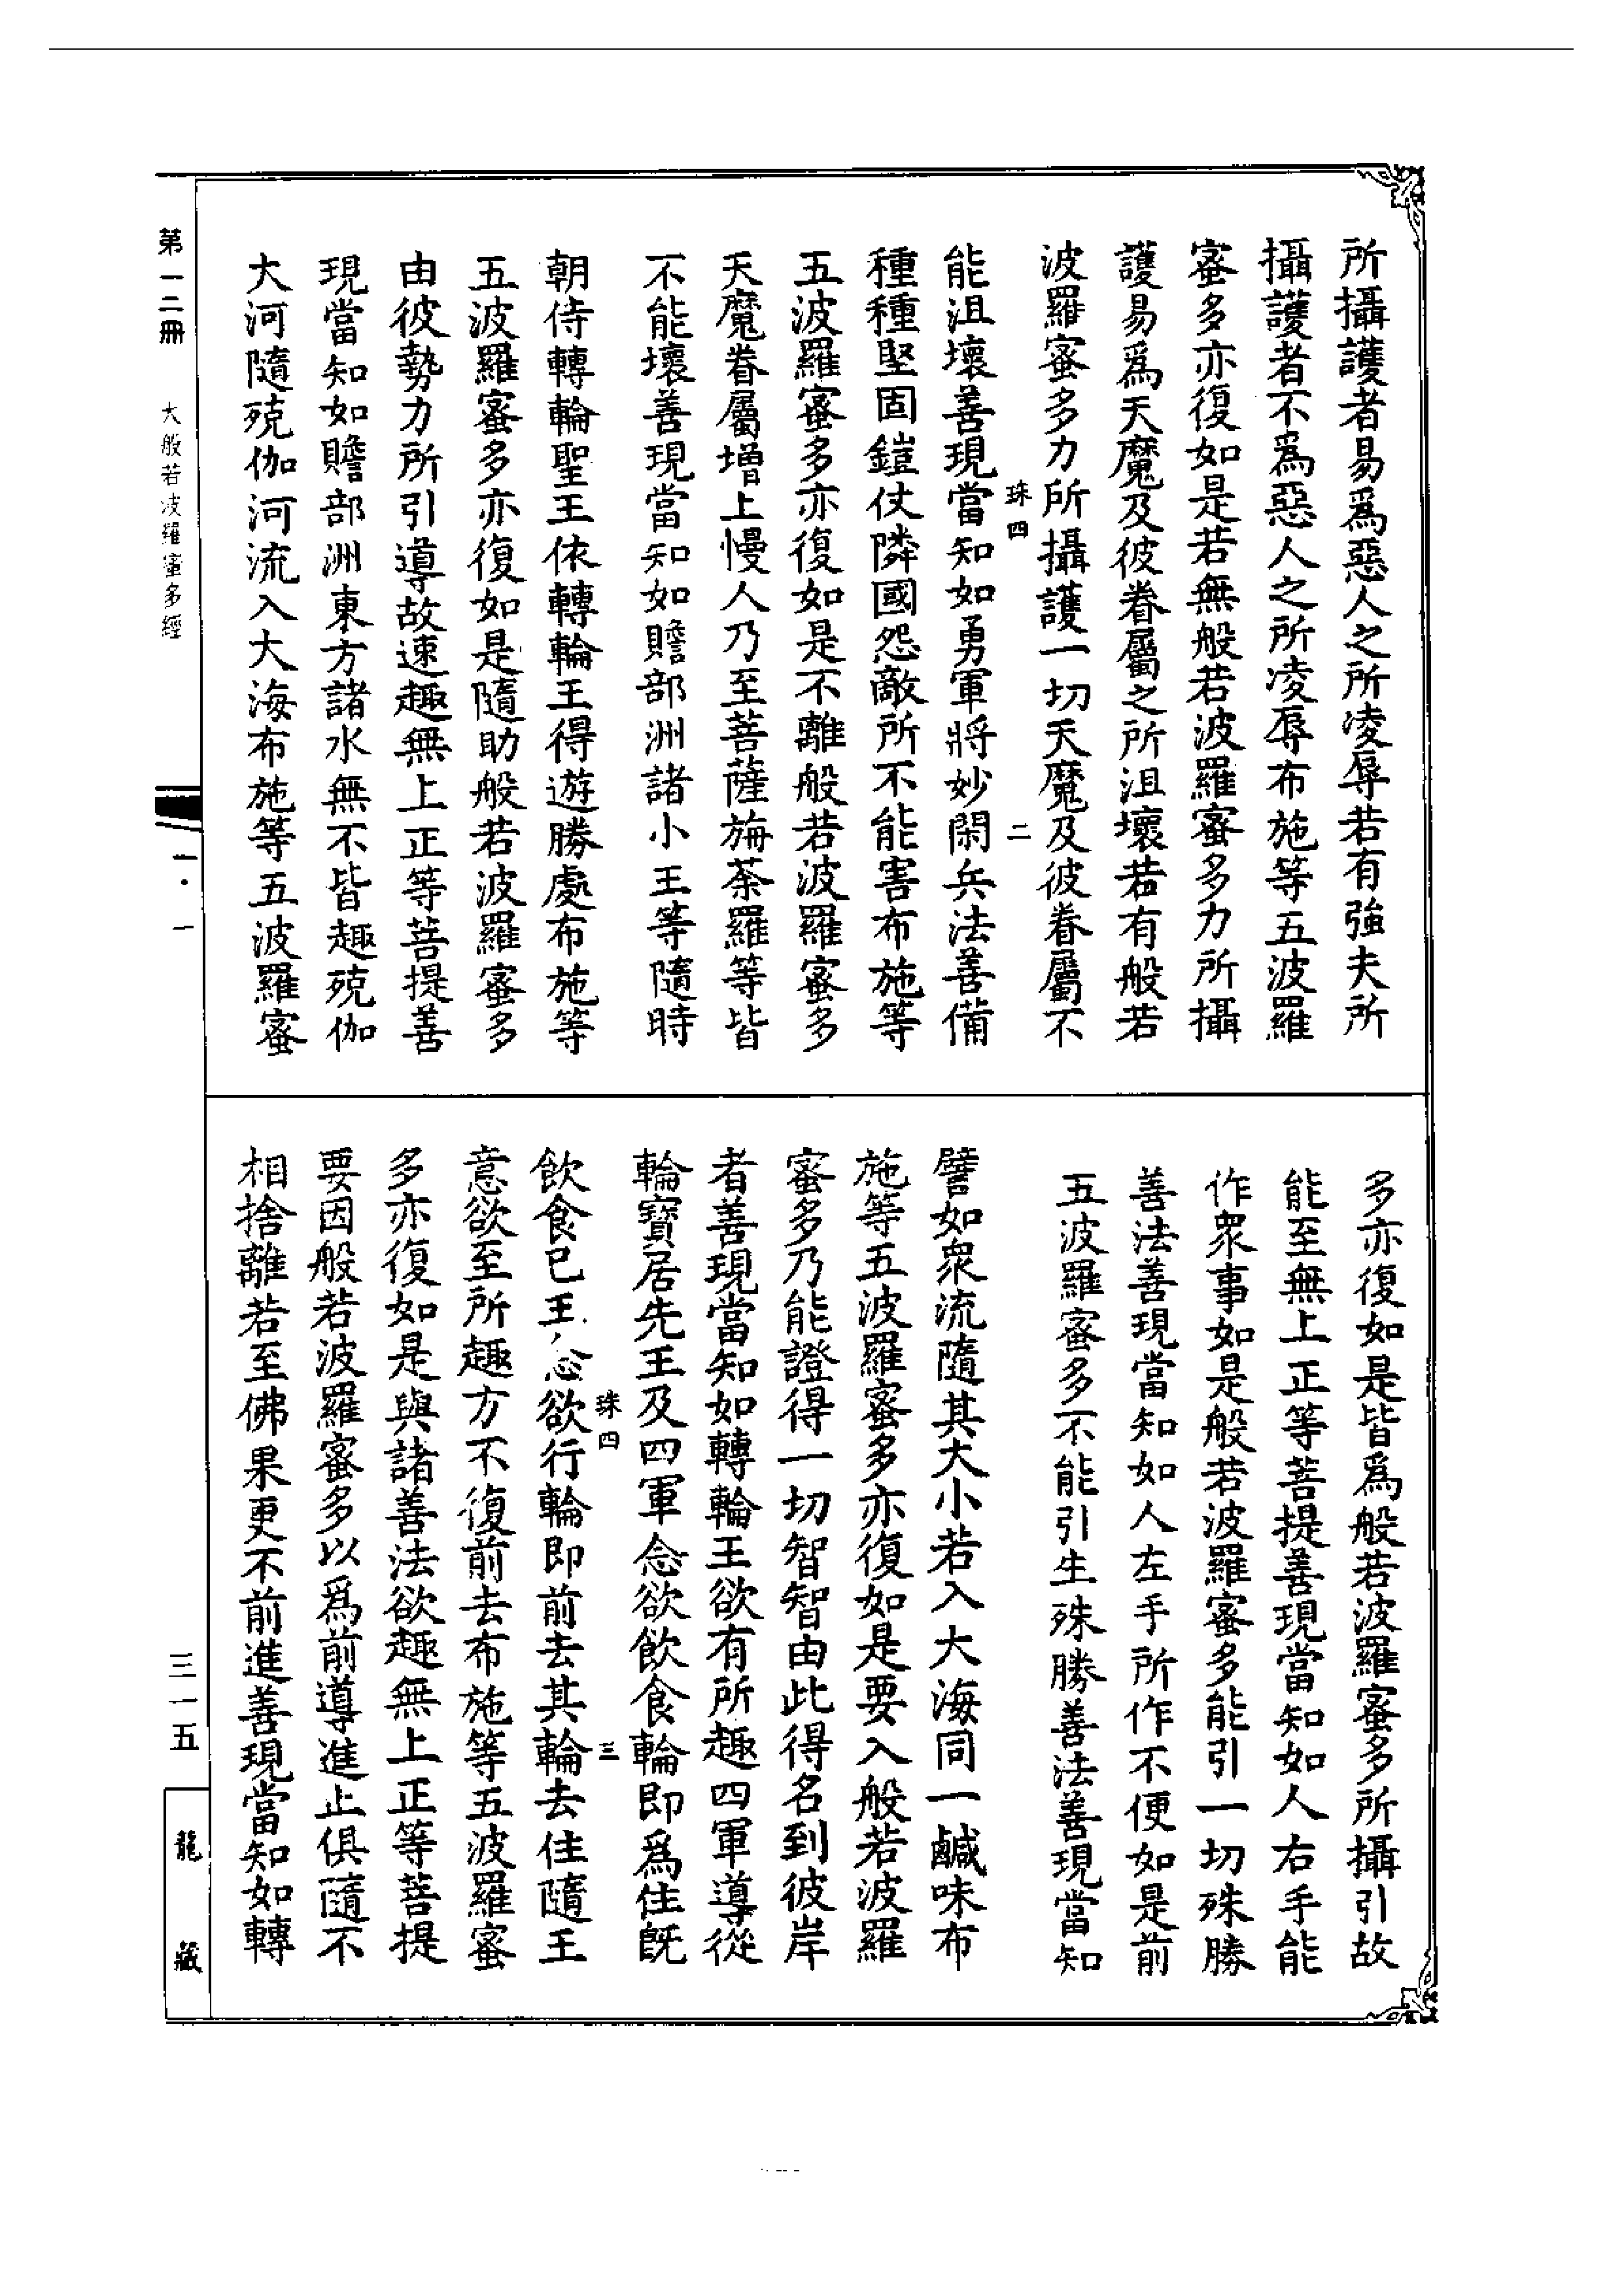 所攝護者易爲惡人之所凌辱若有強夫所
攝護者不爲惡人之所凌辱布施等五波羅
蜜多亦復如是若無般若波羅蜜多力所攝
護易爲天魔及彼眷屬之所沮壞若有般若
波羅蜜多力所攝護一切天魔及彼眷屬不
珠四 二
能沮壞善現當知如勇軍將妙閑兵法善備
種種堅固鎧仗隣國怨敵所不能害布施等
五波羅蜜多亦復如是不離般若波羅蜜多
天魔眷屬增上慢人乃至菩薩旃荼羅等皆
不能壞善現當知如贍部洲諸小王等隨時
朝侍轉輪聖王依轉輪王得遊勝處布施等
五波羅蜜多亦復如是隨助般若波羅蜜多
由彼勢力所引導故速趣無上正等菩提善
現當知如贍部洲東方諸水無不皆趣殑伽
大河隨殑伽河流入大海布施等五波羅蜜
多亦復如是皆爲般若波羅蜜多所攝引故
能至無上正等菩提善現當知如人右手能
作眾事如是般若波羅蜜多能引一切殊勝
善法善現當知如人左手所作不便如是前
五波羅蜜多不能引生殊勝善法善現當知
譬如衆流隨其大小若入大海同一鹹味布
施等五波羅蜜多亦復如是要入般若波羅
蜜多乃能證得一切智智由此得名到彼岸
者善現當知如轉輪王欲有所趣四軍導從
輪寶居先王及四軍念欲飲食輪即爲住既
珠四 三
飲食已王念欲行輪即前去其輪去住隨王
意欲至所趣方不復前去布施等五波羅蜜
多亦復如是與諸善法欲趣無上正等菩提
要因般若波羅蜜多以爲前導進止俱隨不
相捨離若至佛果更不前進善現當知如轉
第一二冊 大般若波羅蜜多經
一·一
三一五
龍藏